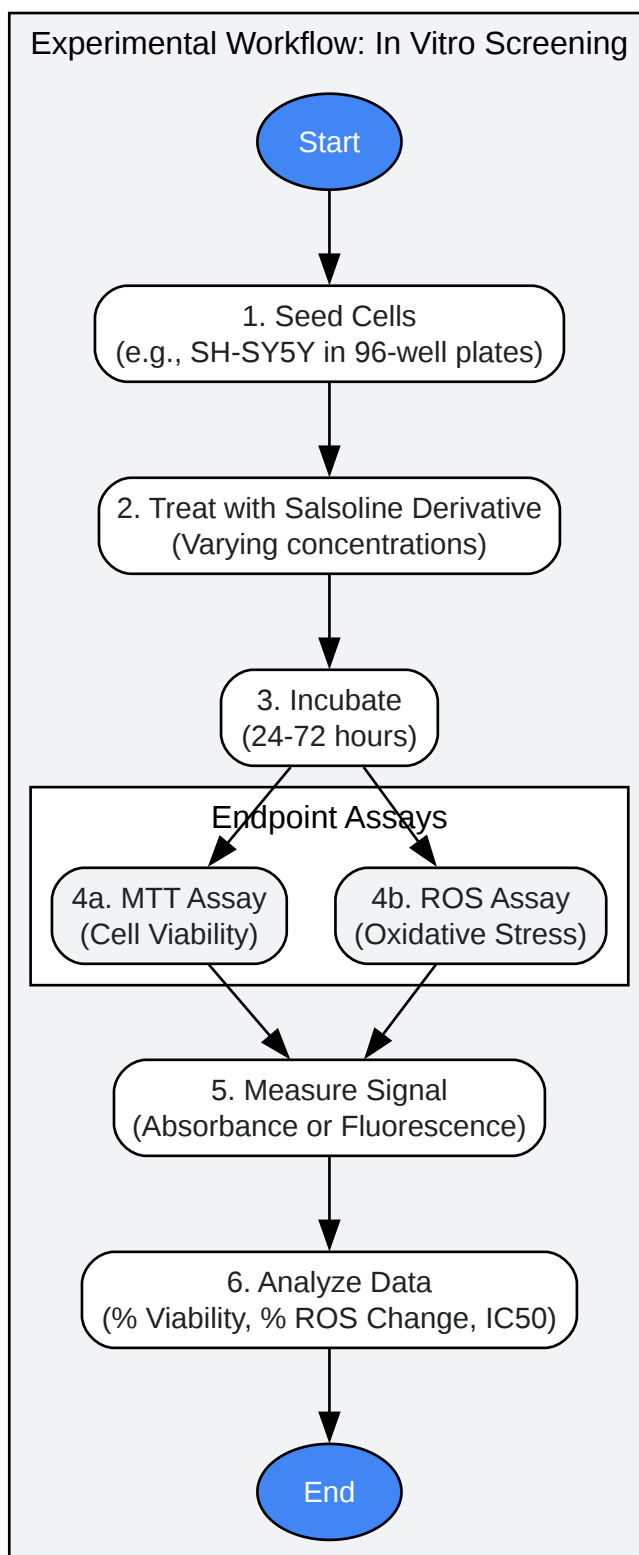 Experimental Workflow: In Vitro Screening
Start
1. Seed Cells
(e.g., SH-SY5Y in 96-well plates)
2. Treat with Salsoline Derivative
(Varying concentrations)
3. Incubate
(24-72 hours)
Endpoint Assays
4a. MTT Assay
(Cell Viability)
4b. ROS Assay
(Oxidative Stress)
5. Measure Signal
(Absorbance or Fluorescence)
6. Analyze Data
(% Viability, % ROS Change, IC50)
End